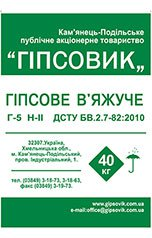 Кам'янець-Подільське
публічне акціонерне товариство
"ГІПСОВИК"
ГІПСОВЕ В'ЯЖУЧЕ
Г-5 Н-II ДСТУ БВ.2.7-82:2010
32307.Україна,
Хмельницька обл.,
м. Кам'янець-Подільський,
пров. Індустріальний, 1.
тел. (03849) 3-16-73, 3-18-63,
факс (03849) 3-19-73.
40
КГ
www.gipsovik.com.ua
e-mail:office@gipsovik.com.ua